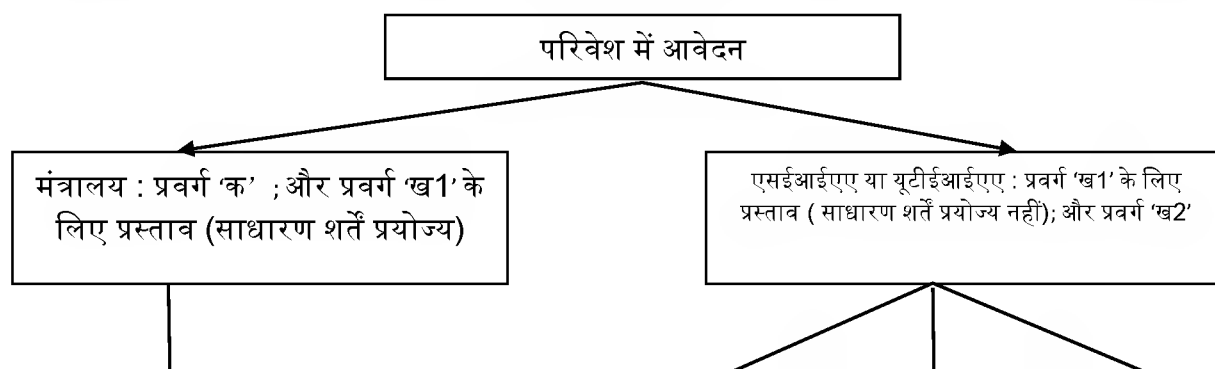 परिवेश में आवेदन
मंत्रालय : प्रवर्ग ‘क’ ; और प्रवर्ग ‘ख1’ के
लिए प्रस्ताव (साधारण शर्तें प्रयोज्य)
एसईआईएए या यूटीईआईएए : प्रवर्ग ‘ख1’ के लिए
प्रस्ताव ( साधारण शर्तें प्रयोज्य नहीं); और प्रवर्ग ‘ख2’